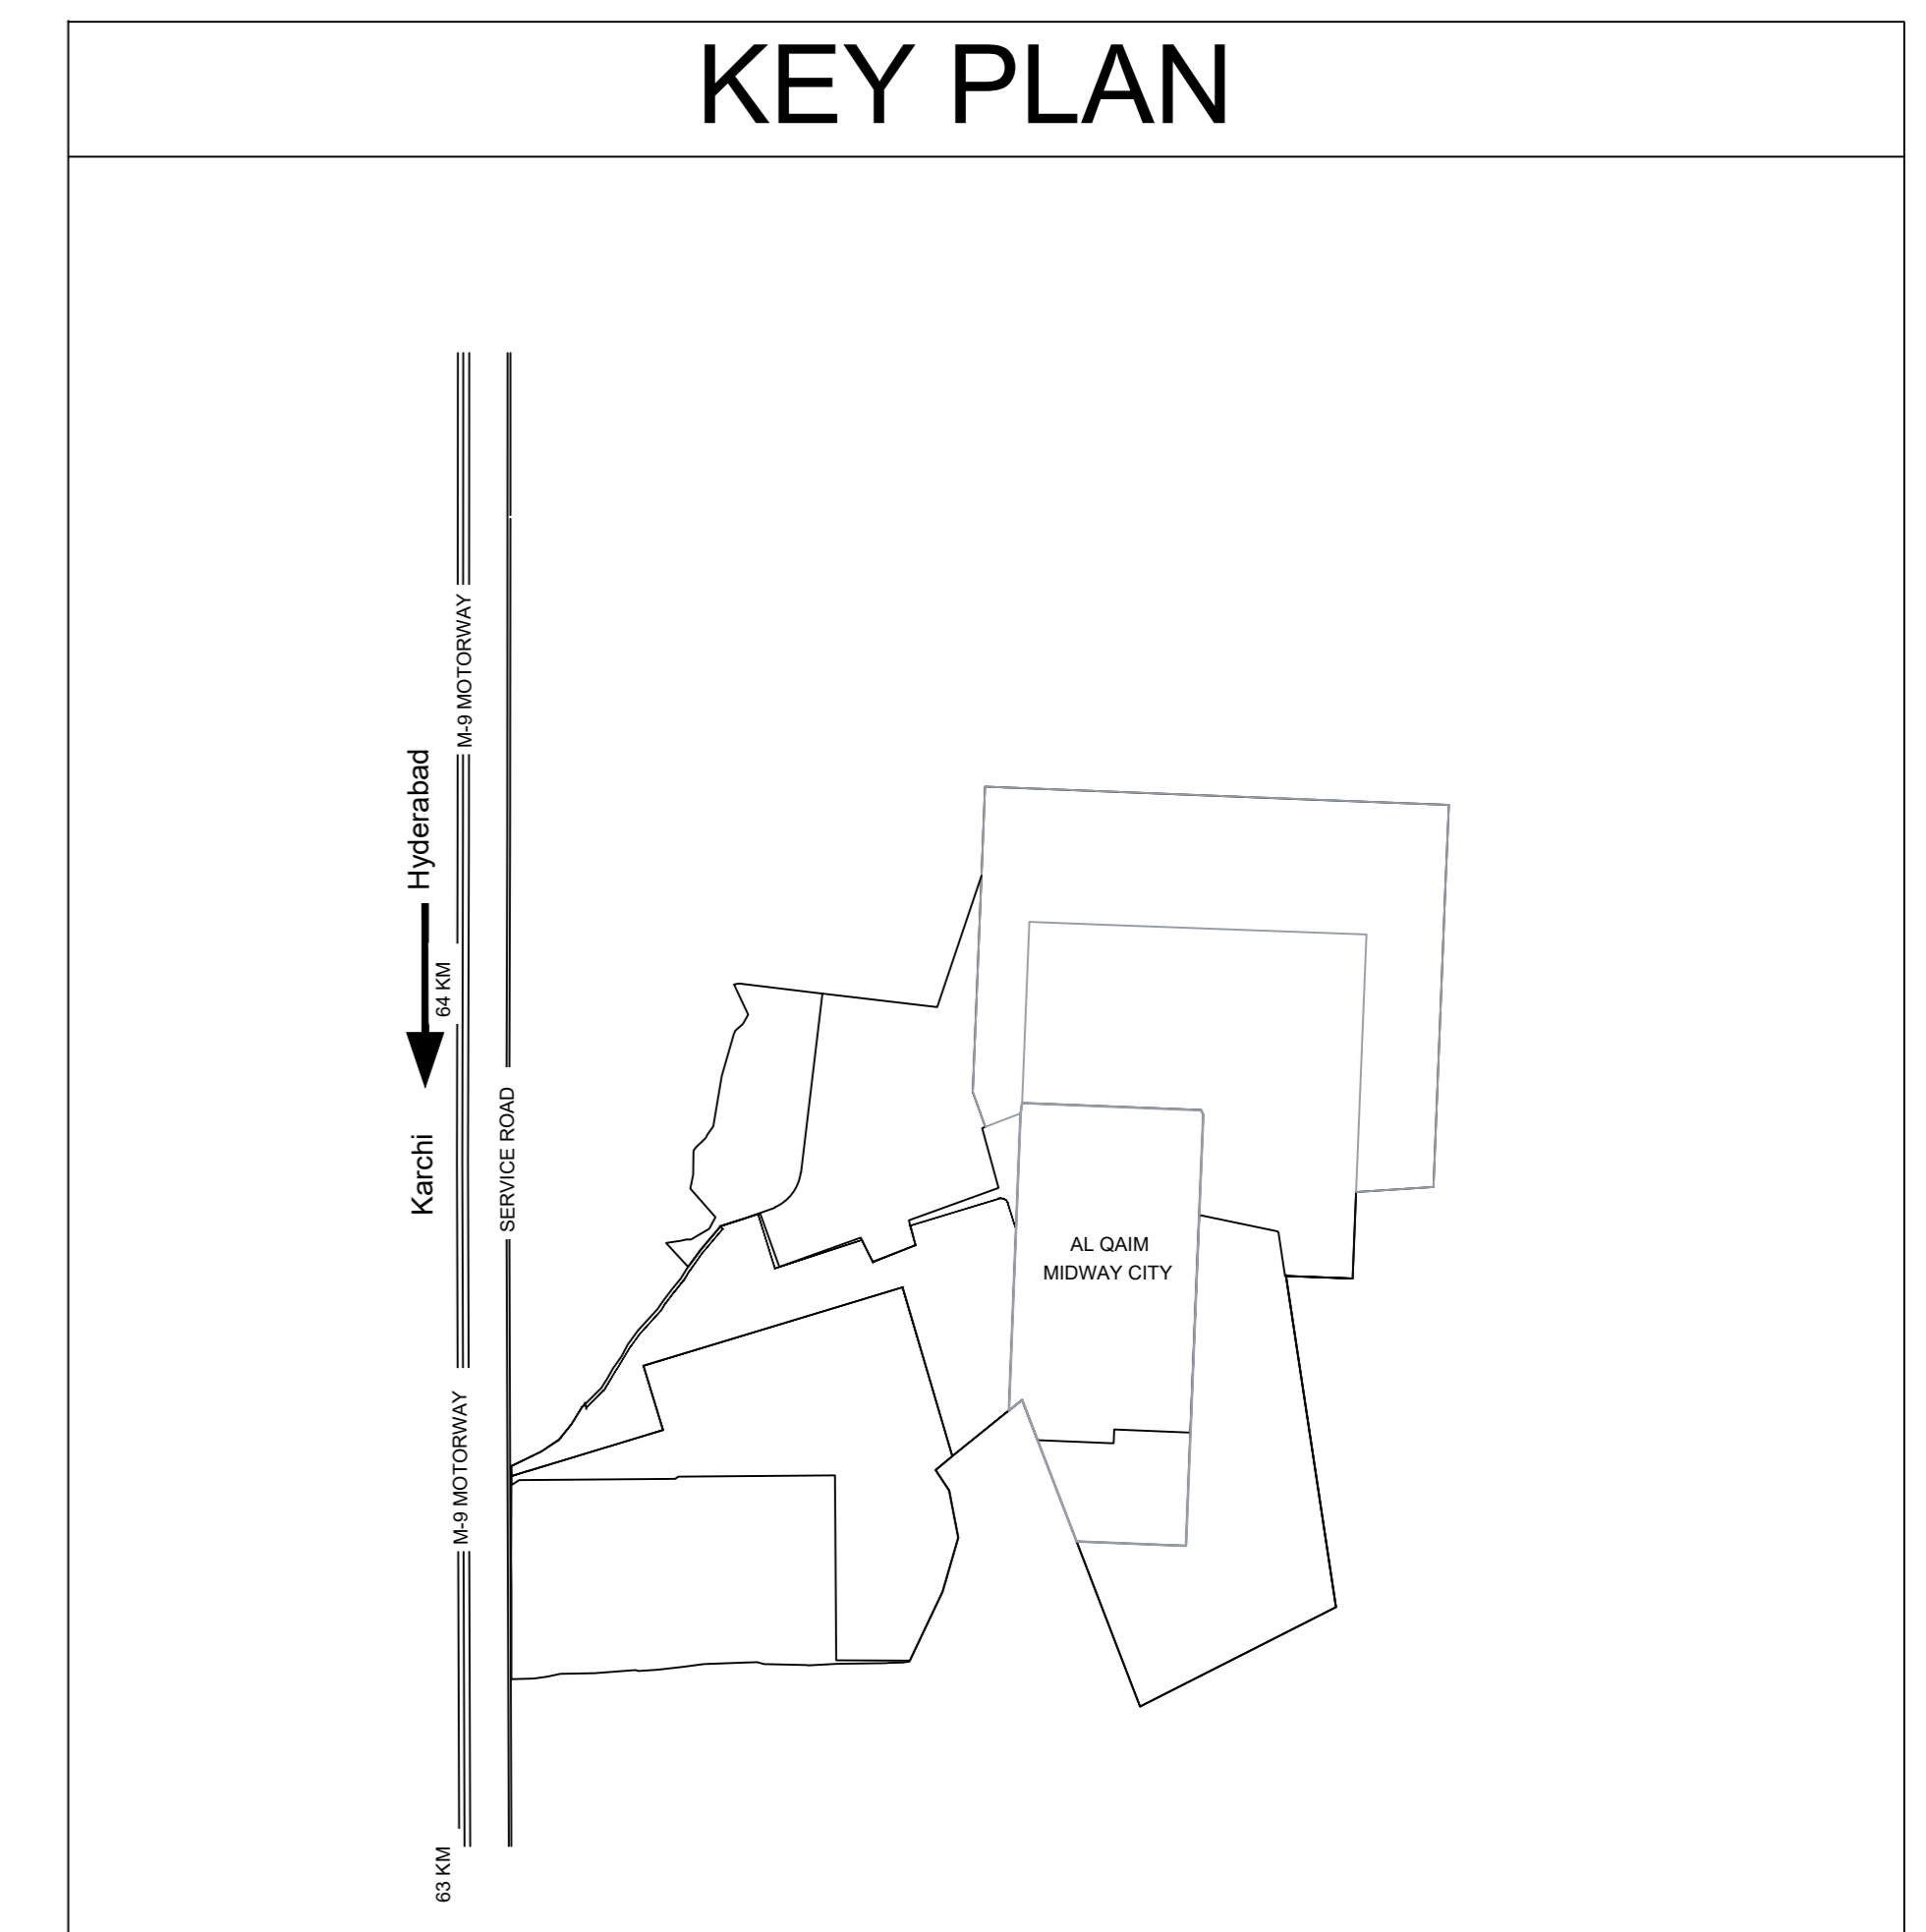 KEY PLAN
M-9 MOTORWAY
Hyderabad
64 KM
SERVICE ROAD
Karchi
AL QAIM
MIDWAY CITY
M-9 MOTORWAY
63 KM